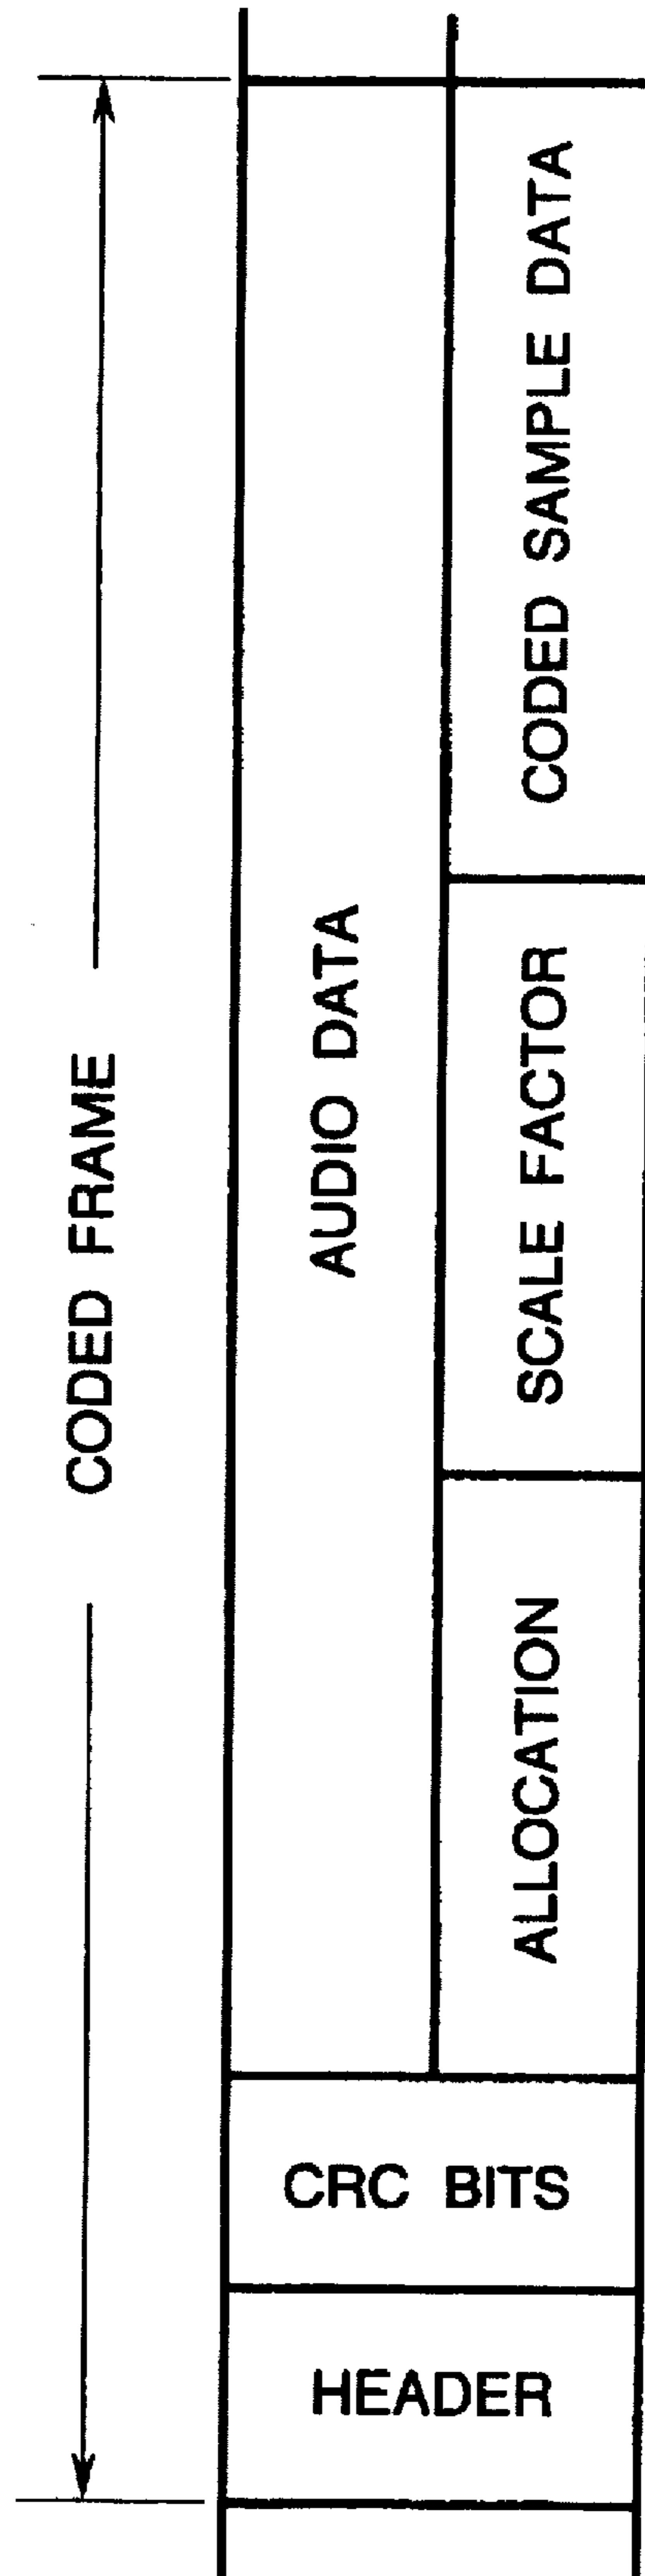 CODED FRAME
AUDIO DATA
CODED SAMPLE DATA
SCALE FACTOR
ALLOCATION
CRC BITS
HEADER